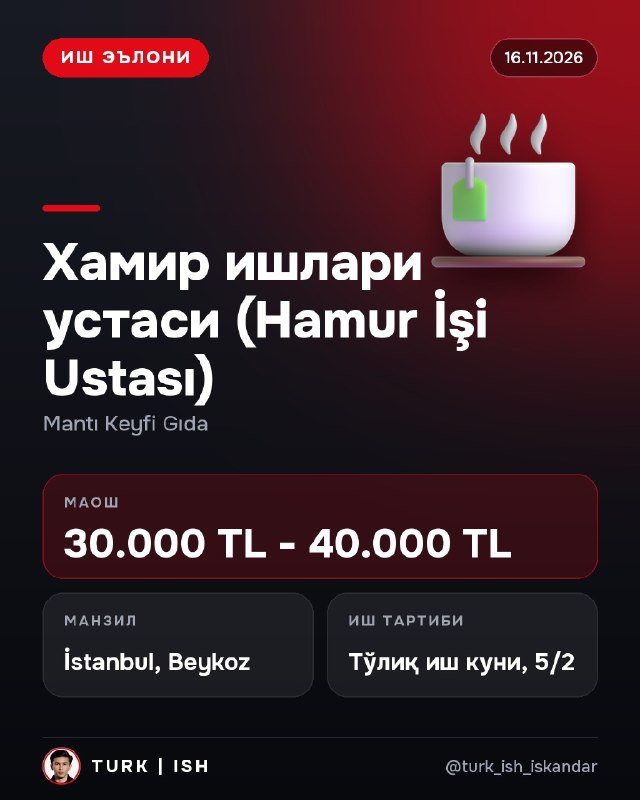 ИШ ЭЪЛОНИ
16.11.2026
Хамир ишлари
устаси (Hamur İşi
Ustası)
Mantı Keyfi Gıda
МАОШ
30.000 TL - 40.000 TL
МАНЗИЛ
İstanbul, Beykoz
ИШ ТАРТИБИ
Тўлиқ иш куни, 5/2
TURK | ISH
@turk_ish_iskandar